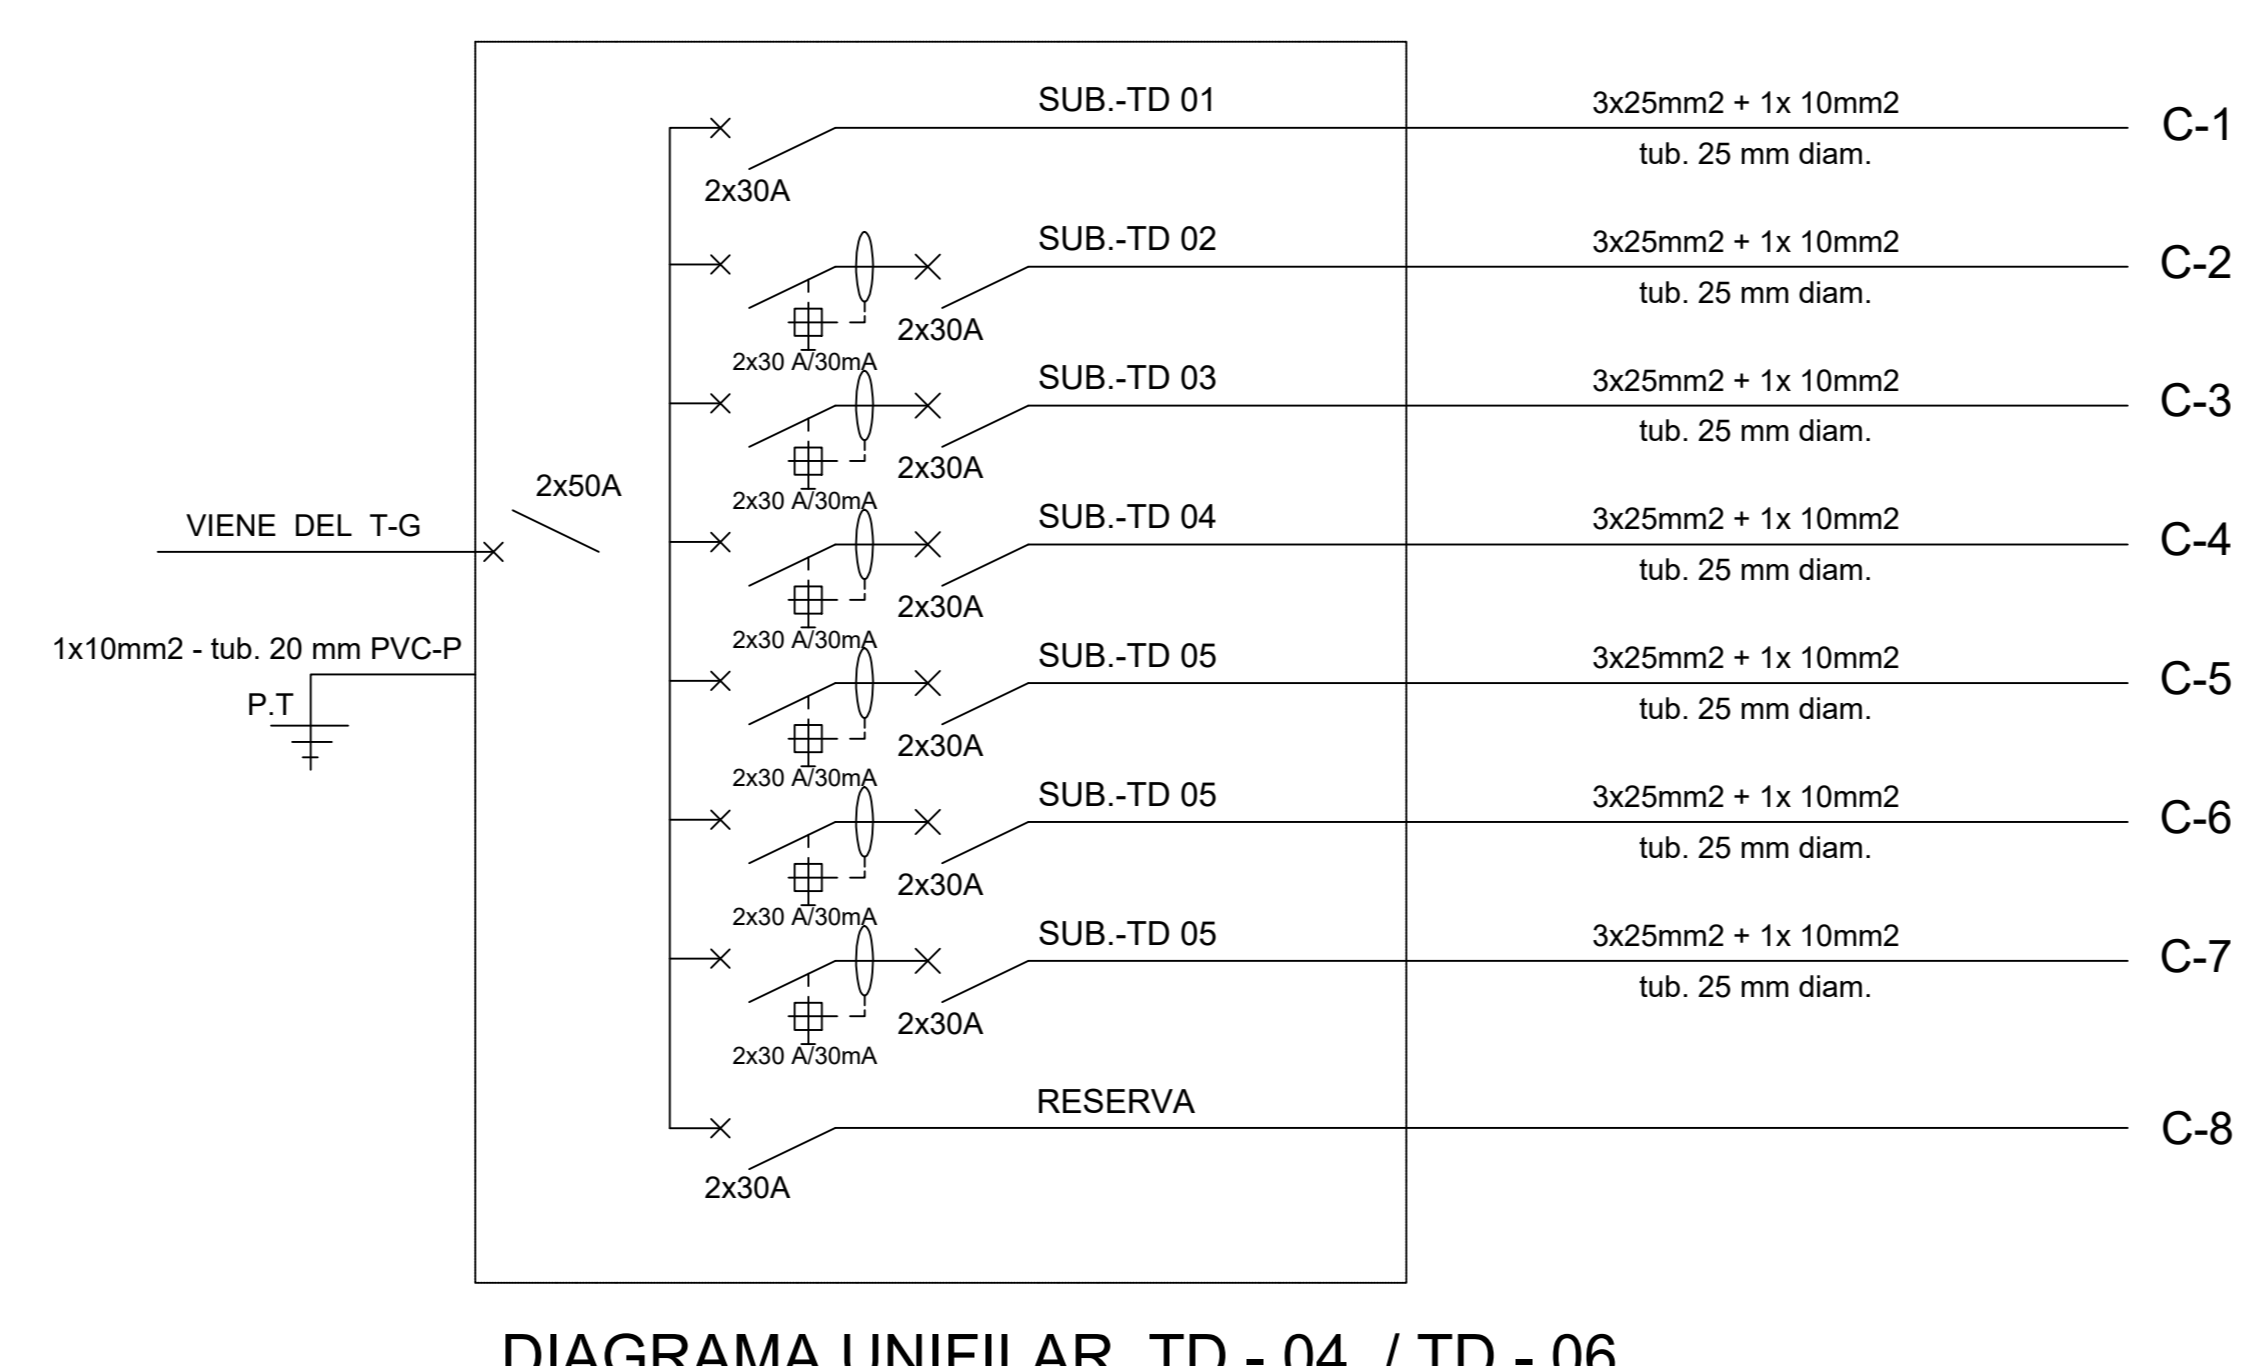 SUB.-TD 01
3x25mm2 + 1x 10mm2
C-1
tub. 25 mm diam.
2x30A
SUB.-TD 02
3x25mm2 + 1x 10mm2
C-2
tub. 25 mm diam.
2x30A
2x30 A/30mA
SUB.-TD 03
3x25mm2 + 1x 10mm2
C-3
tub. 25 mm diam.
2x30A
2x30 A/30mA
2x50A
VIENE DEL T-G
SUB.-TD 04
3x25mm2 + 1x 10mm2
C-4
tub. 25 mm diam.
2x30A
2x30 A/30mA
1x10mm2 - tub. 20 mm PVC-P
P.T
SUB.-TD 05
3x25mm2 + 1x 10mm2
C-5
tub. 25 mm diam.
2x30A
2x30 A/30mA
SUB.-TD 05
3x25mm2 + 1x 10mm2
C-6
tub. 25 mm diam.
2x30A
2x30 A/30mA
SUB.-TD 05
3x25mm2 + 1x 10mm2
C-7
tub. 25 mm diam.
2x30A
2x30 A/30mA
RESERVA
C-8
2x30A
DIAGRAMA UNIFILAR TD - 04 / TD - 06